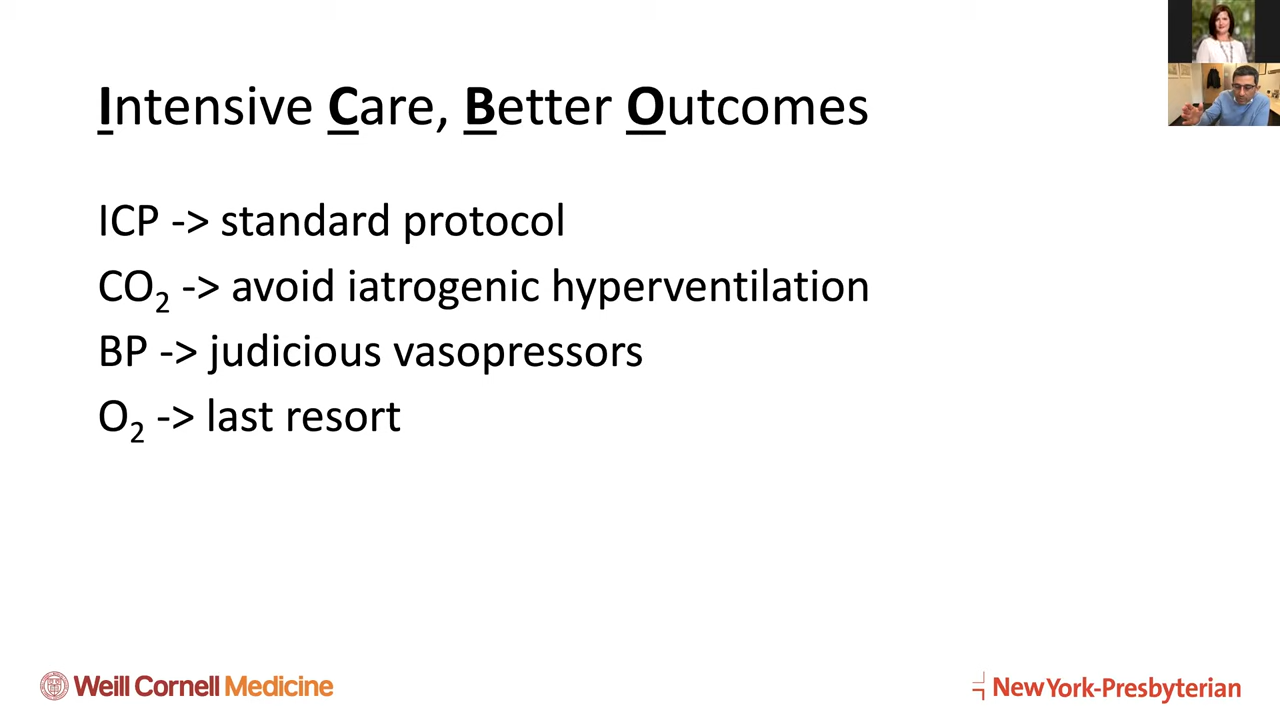 Intensive Care, Better Outcomes
ICP -> standard protocol
CO₂ -> avoid iatrogenic hyperventilation
BP -> judicious vasopressors
O₂ -> last resort
Weill Cornell Medicine
NewYork-Presbyterian